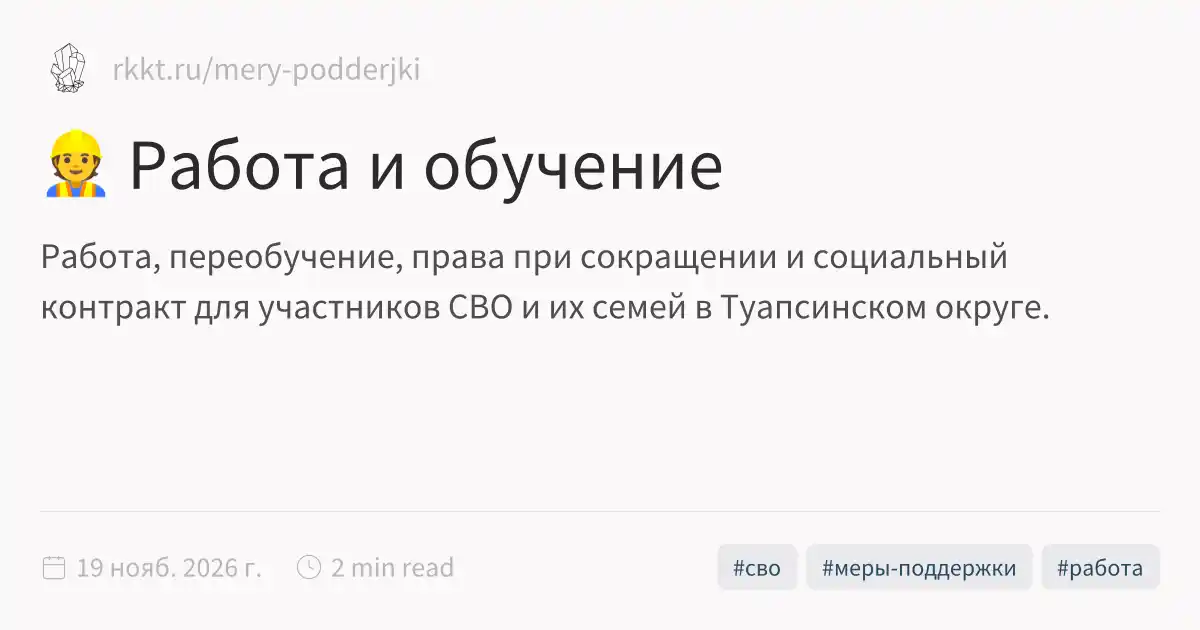 rkkt.ru/mery-podderjki
Работа и обучение
Работа, переобучение, права при сокращении и социальный
контракт для участников СВО и их семей в Туапсинском округе.
19 нояб. 2026 г. 2 min read #сво #меры-поддержки #работа